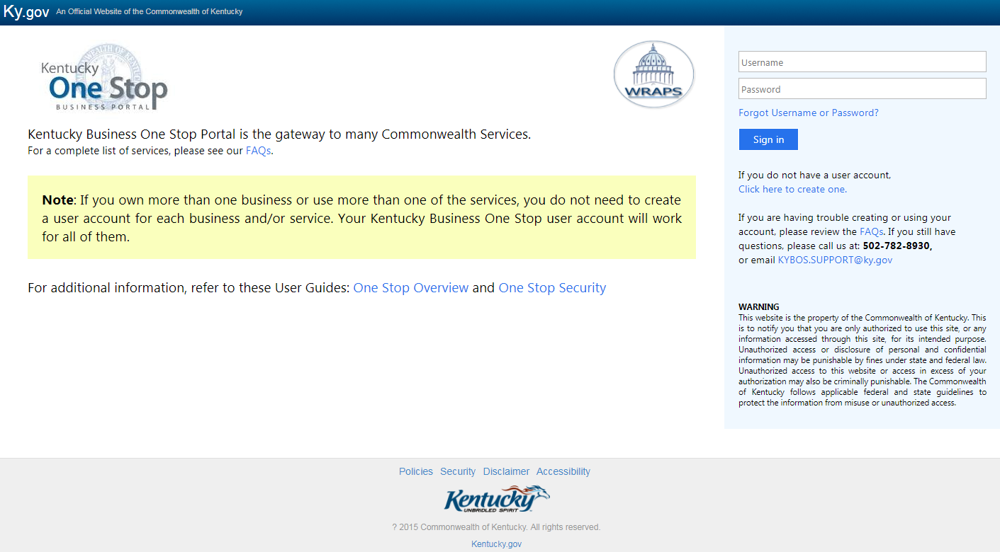 Ky.gov An Official Website of the Commonwealth of Kentucky
Kentucky
One Stop
BUSINESS PORTAL
WRAPS
Kentucky Business One Stop Portal is the gateway to many Commonwealth Services.
For a complete list of services, please see our FAQs.
Note: If you own more than one business or use more than one of the services, you do not need to create
a user account for each business and/or service. Your Kentucky Business One Stop user account will work
for all of them.
For additional information, refer to these User Guides: One Stop Overview and One Stop Security
Username
Password
Forgot Username or Password?
Sign in
If you do not have a user account,
Click here to create one.
If you are having trouble creating or using your
account, please review the FAQs. If you still have
questions, please call us at: 502-782-8930,
or email KYBOS.SUPPORT@ky.gov
WARNING
This website is the property of the Commonwealth of Kentucky. This
is to notify you that you are only authorized to use this site, or any
information accessed through this site, for its intended purpose.
Unauthorized access or disclosure of personal and confidential
information may be punishable by fines under state and federal law.
Unauthorized access to this website or access in excess of your
authorization may also be criminally punishable. The Commonwealth
of Kentucky follows applicable federal and state guidelines to
protect the information from misuse or unauthorized access.
Policies Security Disclaimer Accessibility
Kentucky
UNBRIDLED SPIRIT
? 2015 Commonwealth of Kentucky. All rights reserved.
Kentucky.gov